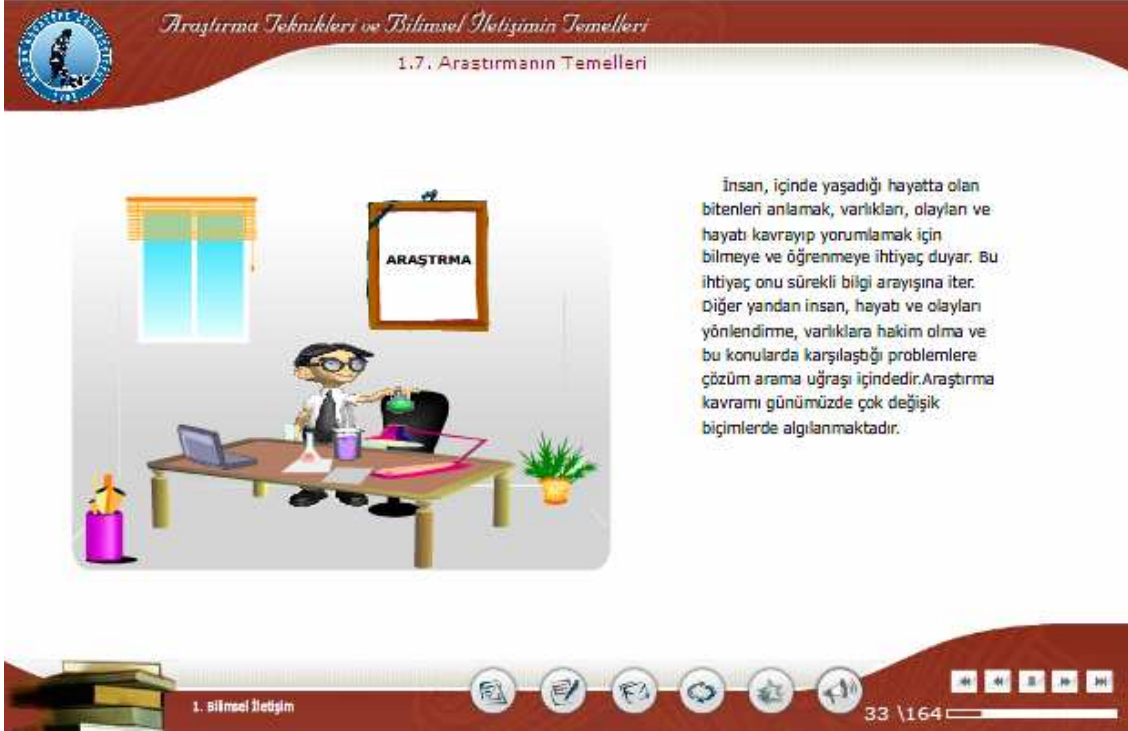 Araştırma Teknikleri ve Bilimsel İletişimin Temelleri
1.7. Araştırmanın Temelleri
ARAŞTRMA
İnsan, içinde yaşadığı hayatta olan
bitenleri anlamak, varlıkları, olayları ve
hayatı kavrayıp yorumlamak için
bilmeye ve öğrenmeye ihtiyaç duyar. Bu
ihtiyaç onu sürekli bilgi arayışına iter.
Diğer yandan insan, hayatı ve olayları
yönlendirme, varlıklara hakim olma ve
bu konularda karşılaştığı problemlere
çözüm arama uğraşı içindedir.Araştırma
kavramı günümüzde çok değişik
biçimlerde algılanmaktadır.
1. Bilimsel İletişim
33 \164